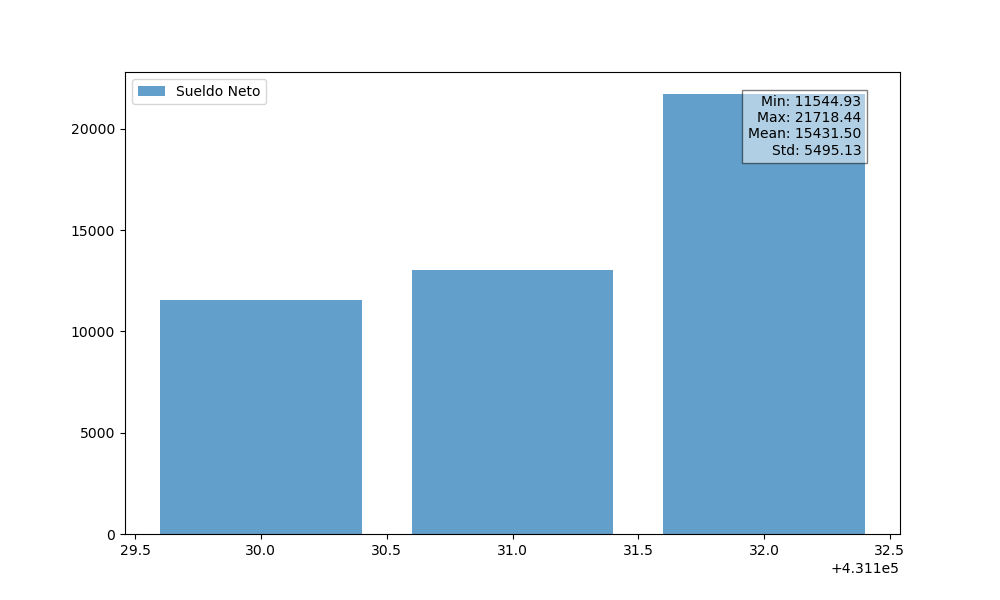 Sueldo Neto
Min: 11544.93
Max: 21718.44
Mean: 15431.50
Std: 5495.13
20000
15000
10000
5000
0
29.5 30.0 30.5 31.0 31.5 32.0 32.5
+4.311e5